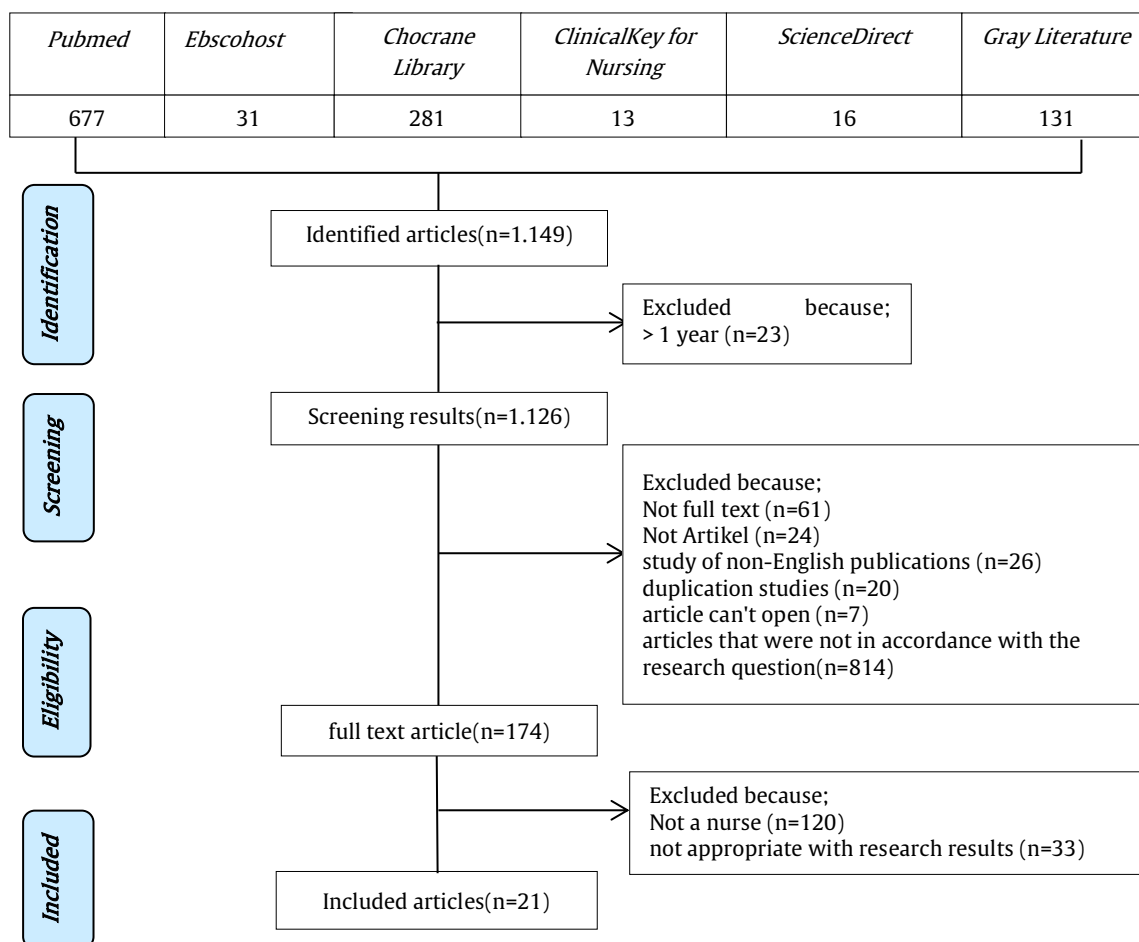 Pubmed
Ebscohost
Chocrane
Library
ClinicalKey for
Nursing
ScienceDirect
Gray Literature
677
31
281
13
16
131
Identification
Identified articles(n=1.149)
Excluded because;
> 1 year (n=23)
Screening
Screening results(n=1.126)
Excluded because;
Not full text (n=61)
Not Artikel (n=24)
study of non-English publications (n=26)
duplication studies (n=20)
article can't open (n=7)
articles that were not in accordance with the
research question(n=814)
Eligibility
full text article(n=174)
Excluded because;
Not a nurse (n=120)
not appropriate with research results (n=33)
Included
Included articles(n=21)